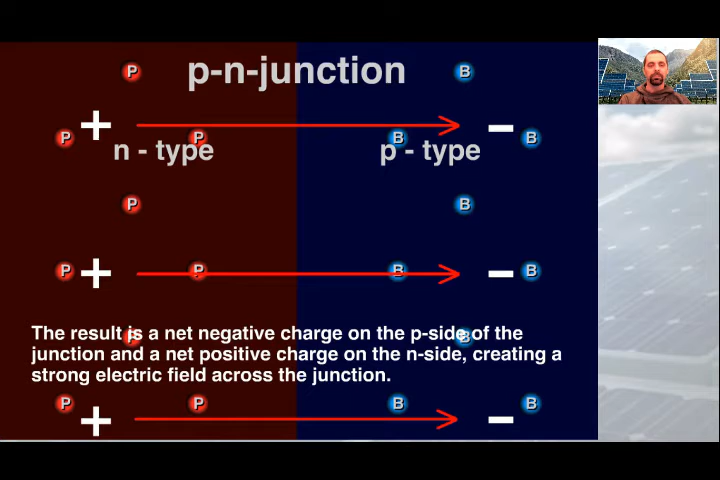 P
p-n-junction
B
+
-
P
P
B
B
n - type
p - type
P
B
P
+
P
B
-
B
P
B
The result is a net negative charge on the p-side of the
junction and a net positive charge on the n-side, creating a
strong electric field across the junction.
P
P
B
B
+
-